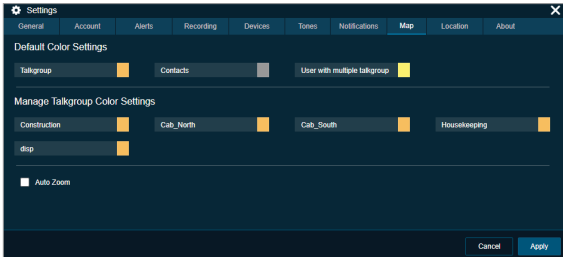 Settings
General Account Alerts Recording Devices Tones Notifications Map Location About
Default Color Settings
Talkgroup Contacts User with multiple talkgroup
Manage Talkgroup Color Settings
Construction Cab_North Cab_South Housekeeping
disp
Auto Zoom
Cancel Apply